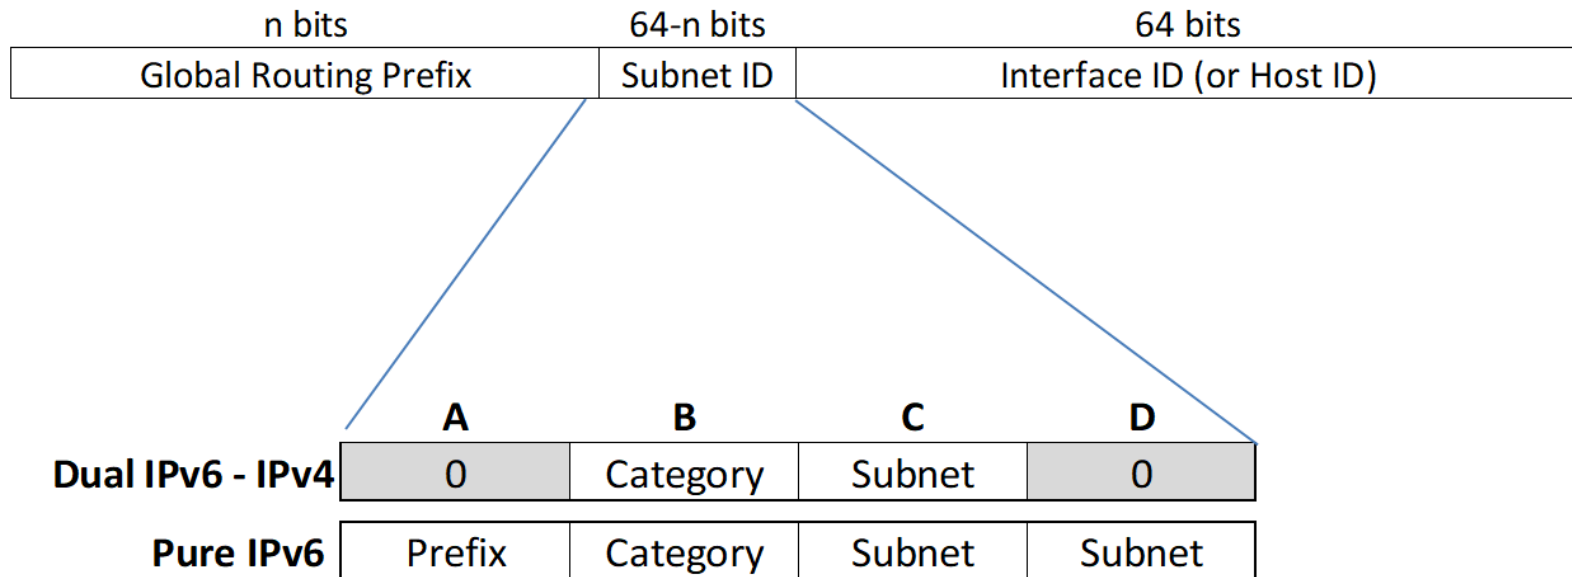 n bits 64-n bits 64 bits
Global Routing Prefix Subnet ID Interface ID (or Host ID)
A B C D
Dual IPv6 - IPv4 0 Category Subnet 0
Pure IPv6 Prefix Category Subnet Subnet